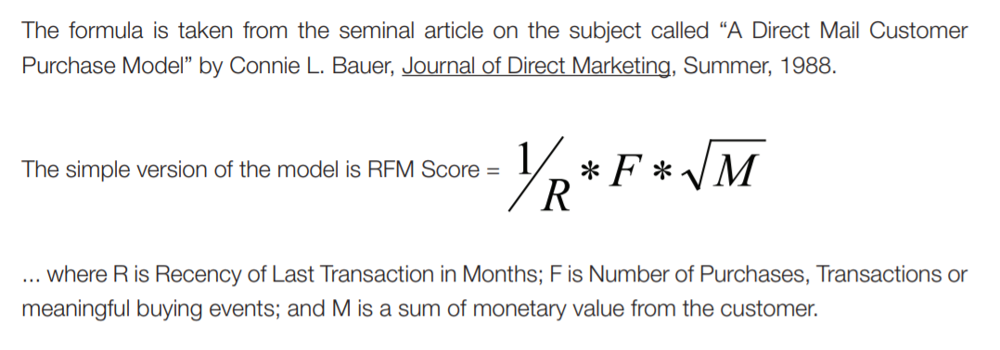 The formula is taken from the seminal article on the subject called “A Direct Mail Customer
Purchase Model” by Connie L. Bauer, Journal of Direct Marketing, Summer, 1988.
The simple version of the model is RFM Score = 1/R * F * √M
... where R is Recency of Last Transaction in Months; F is Number of Purchases, Transactions or
meaningful buying events; and M is a sum of monetary value from the customer.